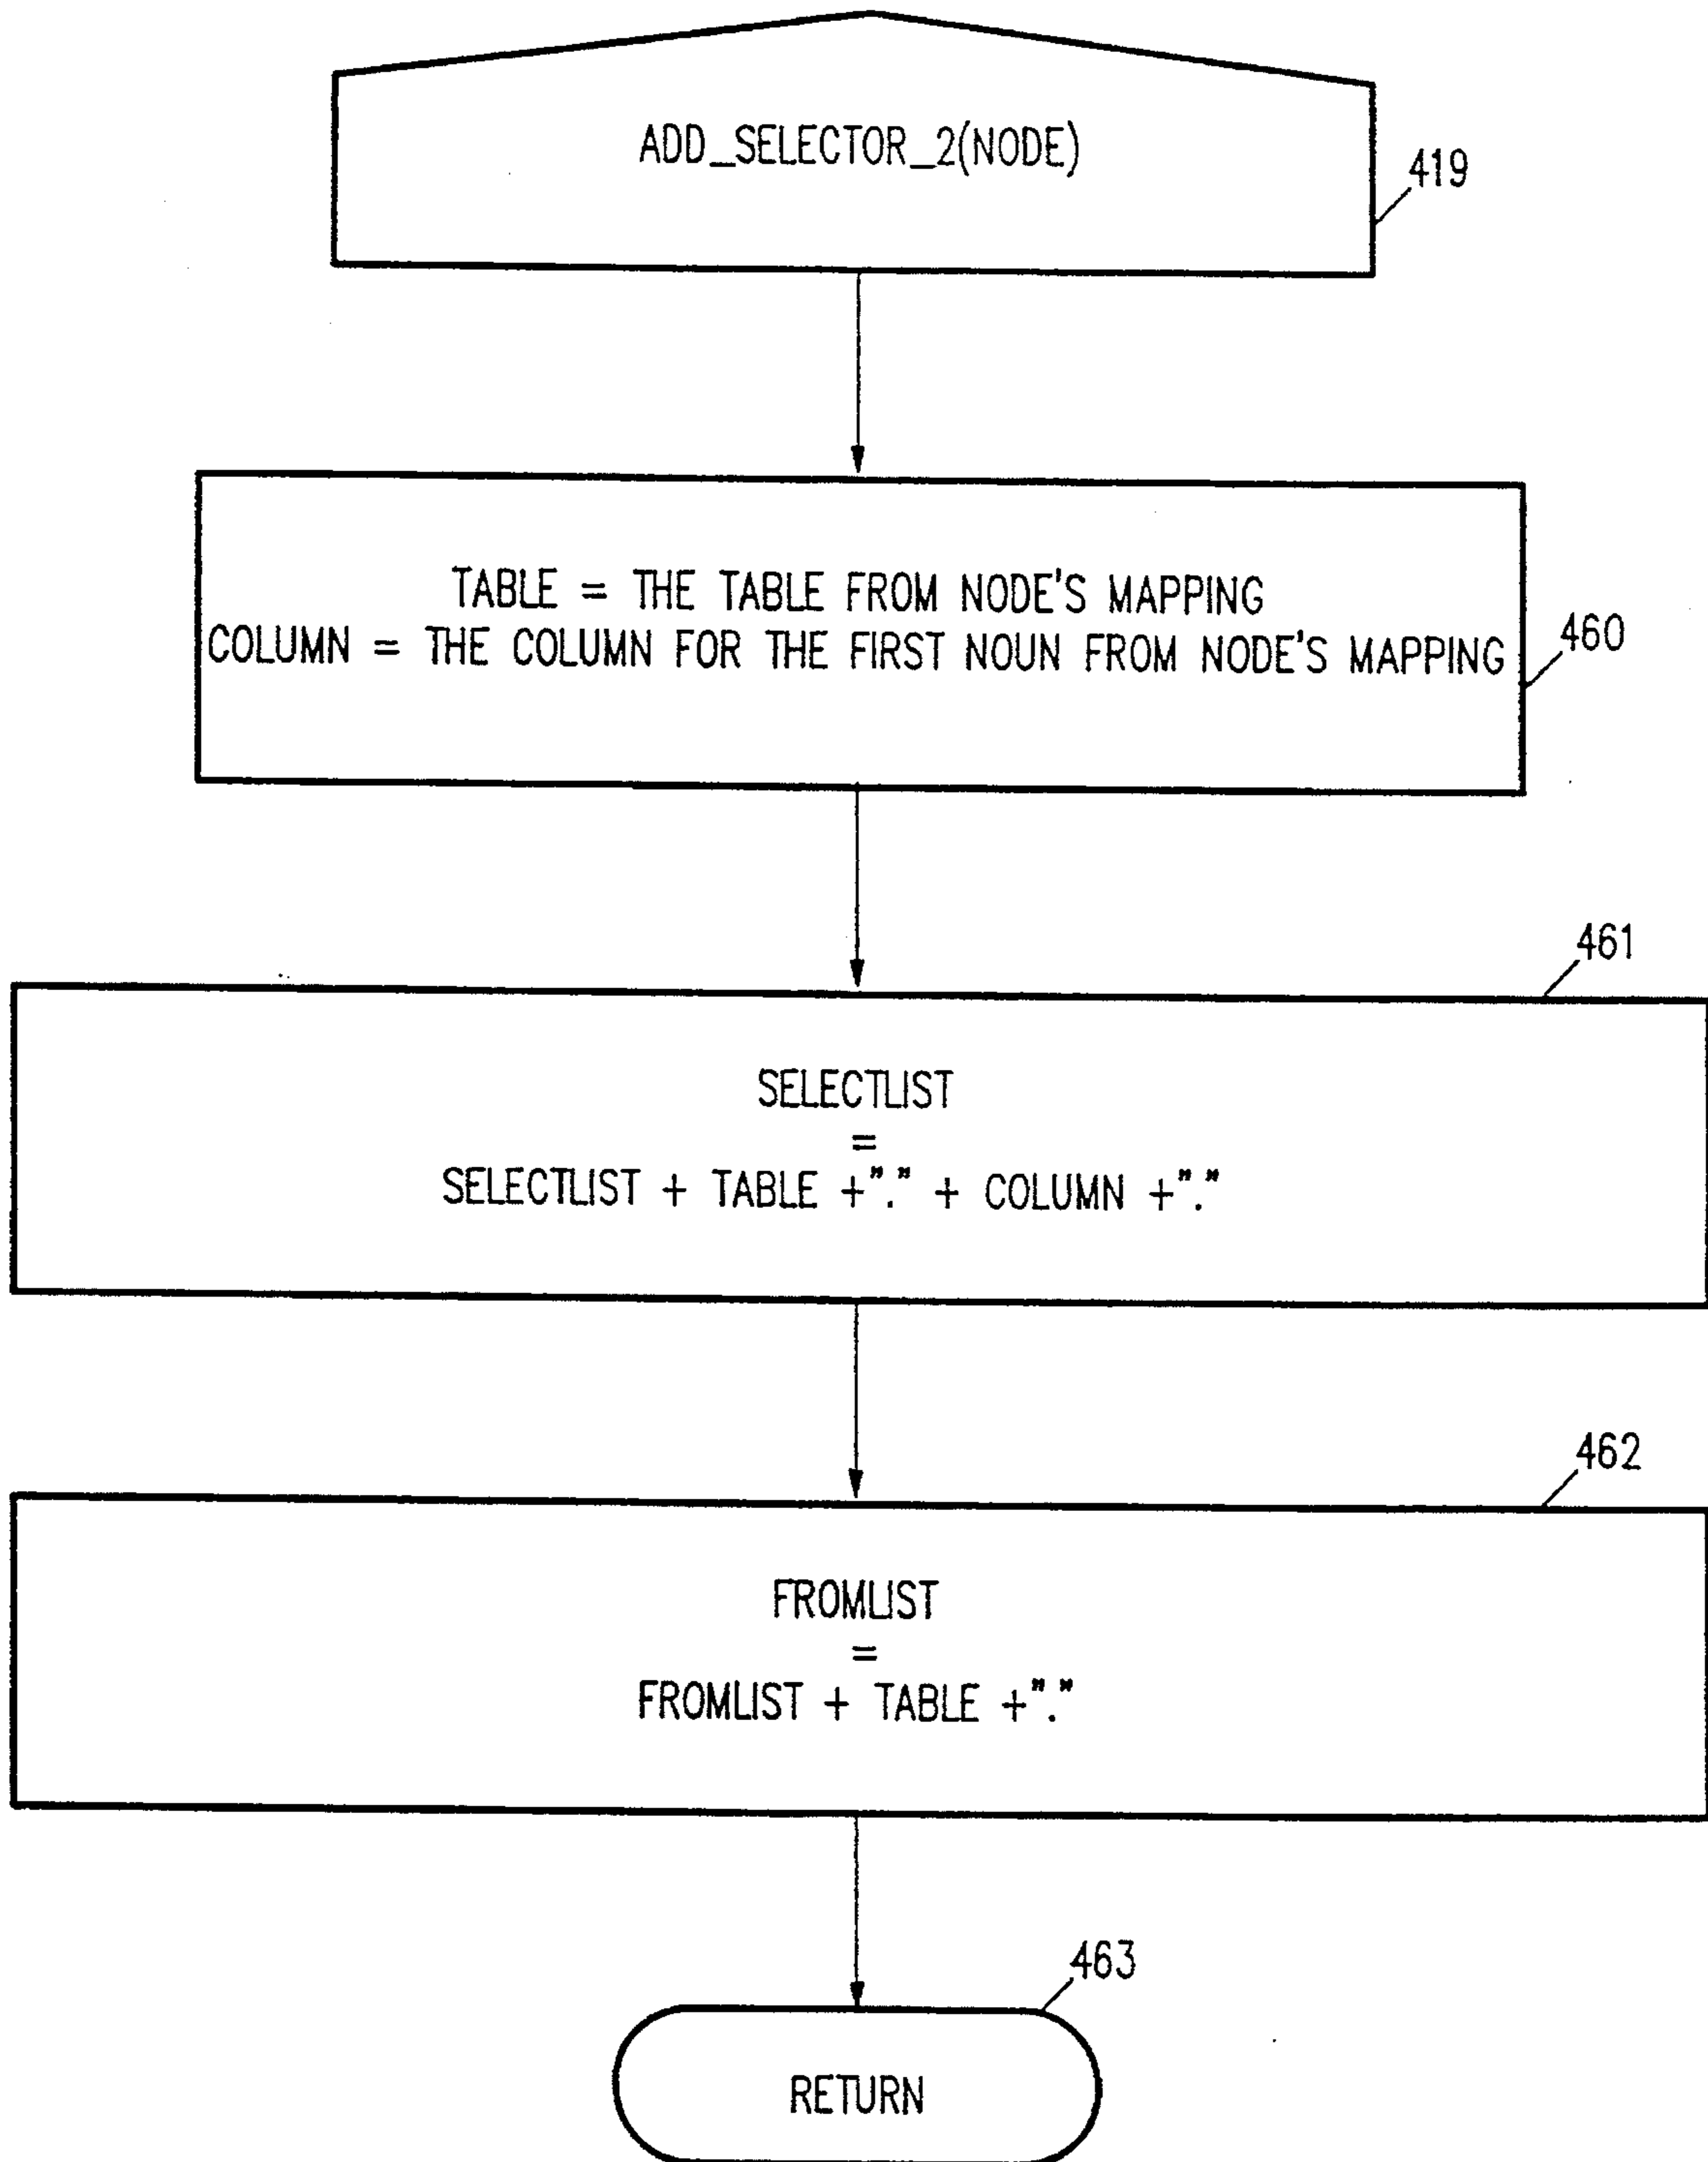 ADD_SELECTOR_2(NODE)
419
TABLE = THE TABLE FROM NODE'S MAPPING
COLUMN = THE COLUMN FOR THE FIRST NOUN FROM NODE'S MAPPING
460
461
SELECTLIST
=
SELECTLIST + TABLE +"." + COLUMN +"."
462
FROMLIST
=
FROMLIST + TABLE +"."
463
RETURN